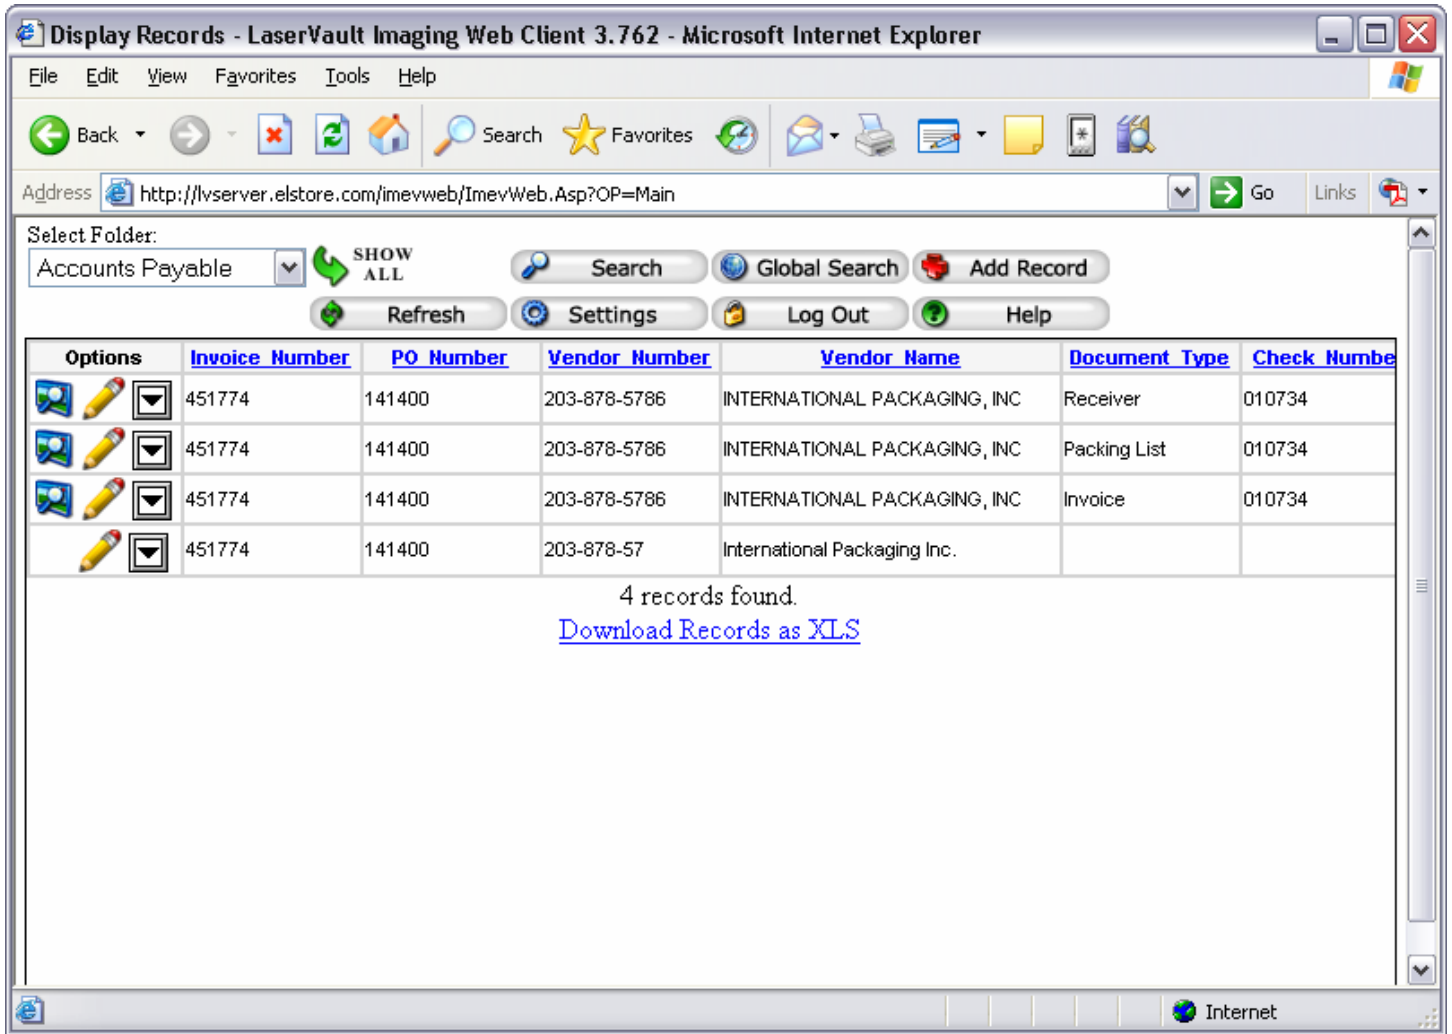 Display Records - LaserVault Imaging Web Client 3.762 - Microsoft Internet Explorer
File Edit View Favorites Tools Help
Back Search Favorites
Address http://lvserver.elstore.com/imevweb/ImevWeb.Asp?OP=Main Go Links
Select Folder:
Accounts Payable SHOW ALL Search Global Search Add Record
Refresh Settings Log Out Help
Options Invoice Number PO Number Vendor Number Vendor Name Document Type Check Numbe
451774 141400 203-878-5786 INTERNATIONAL PACKAGING, INC Receiver 010734
451774 141400 203-878-5786 INTERNATIONAL PACKAGING, INC Packing List 010734
451774 141400 203-878-5786 INTERNATIONAL PACKAGING, INC Invoice 010734
451774 141400 203-878-57 International Packaging Inc.
4 records found.
Download Records as XLS
Internet